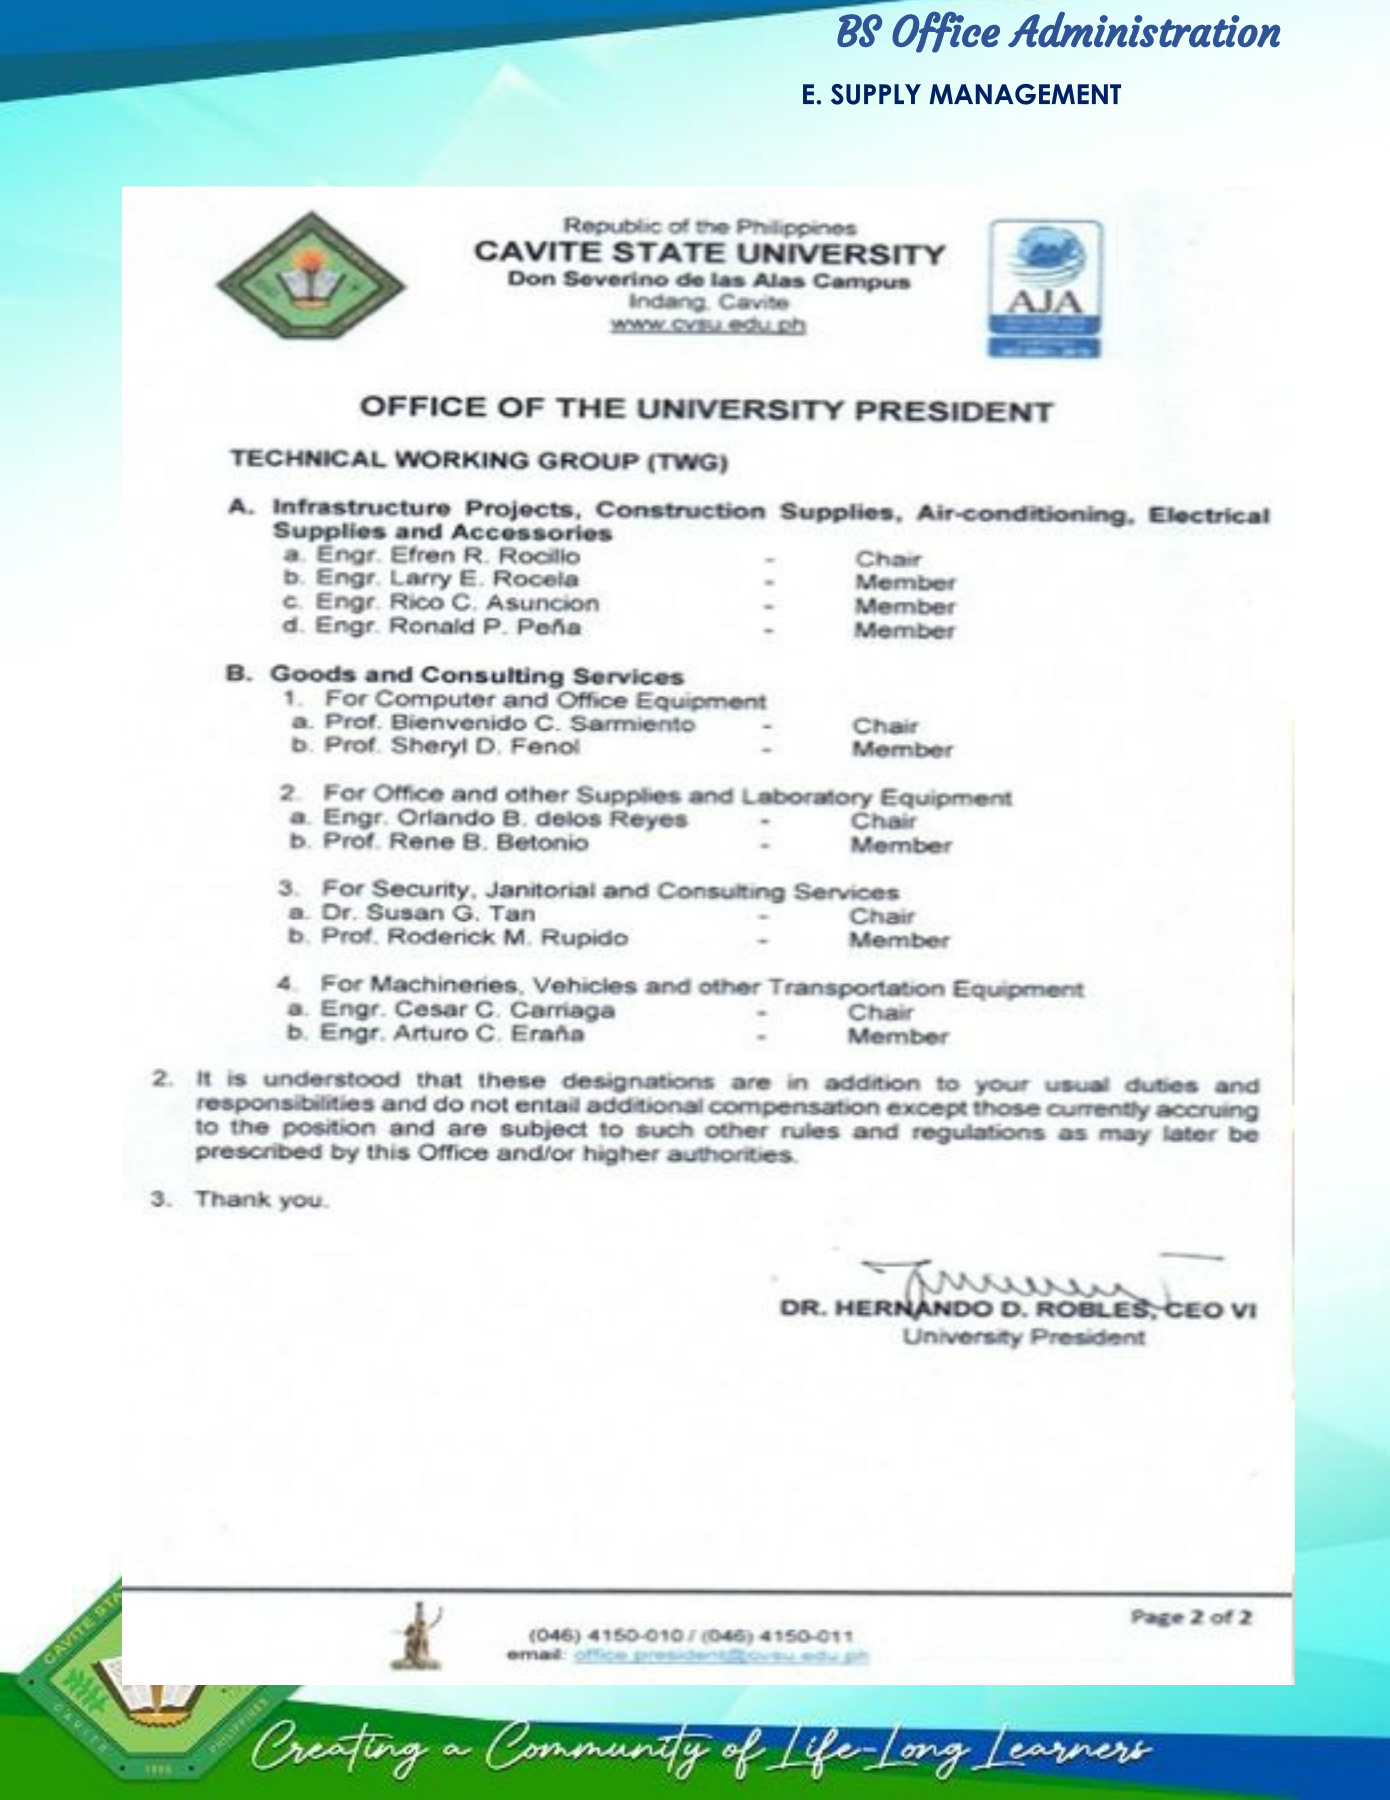 BS Office Administration
E. SUPPLY MANAGEMENT
Republic of the Philippines
CAVITE STATE UNIVERSITY
Don Severino de las Alas Campus
Indang, Cavite
www.cvsu.edu.ph
AJA
OFFICE OF THE UNIVERSITY PRESIDENT
TECHNICAL WORKING GROUP (TWG)
A. Infrastructure Projects, Construction Supplies, Air-conditioning, Electrical
Supplies and Accessories
a. Engr. Efren R. Rocillo - Chair
b. Engr. Larry E. Rocela - Member
c. Engr. Rico C. Asuncion - Member
d. Engr. Ronald P. Peña - Member
B. Goods and Consulting Services
1. For Computer and Office Equipment
a. Prof. Bienvenido C. Sarmiento - Chair
b. Prof. Sheryl D. Fenol - Member
2. For Office and other Supplies and Laboratory Equipment
a. Engr. Orlando B. delos Reyes - Chair
b. Prof. Rene B. Betonio - Member
3. For Security, Janitorial and Consulting Services
a. Dr. Susan G. Tan - Chair
b. Prof. Roderick M. Rupido - Member
4. For Machineries, Vehicles and other Transportation Equipment
a. Engr. Cesar C. Carriaga - Chair
b. Engr. Arturo C. Eraña - Member
2. It is understood that these designations are in addition to your usual duties and
responsibilities and do not entail additional compensation except those currently accruing
to the position and are subject to such other rules and regulations as may later be
prescribed by this Office and/or higher authorities.
3. Thank you.
DR. HERNANDO D. ROBLES, CEO VI
University President
Page 2 of 2
(046) 4150-010 / (046) 4150-011
email: office.president@cvsu.edu.ph
CAVITE STA
CAVITE
1906
PHILIPPINES
Creating a Community of Life-Long Learners